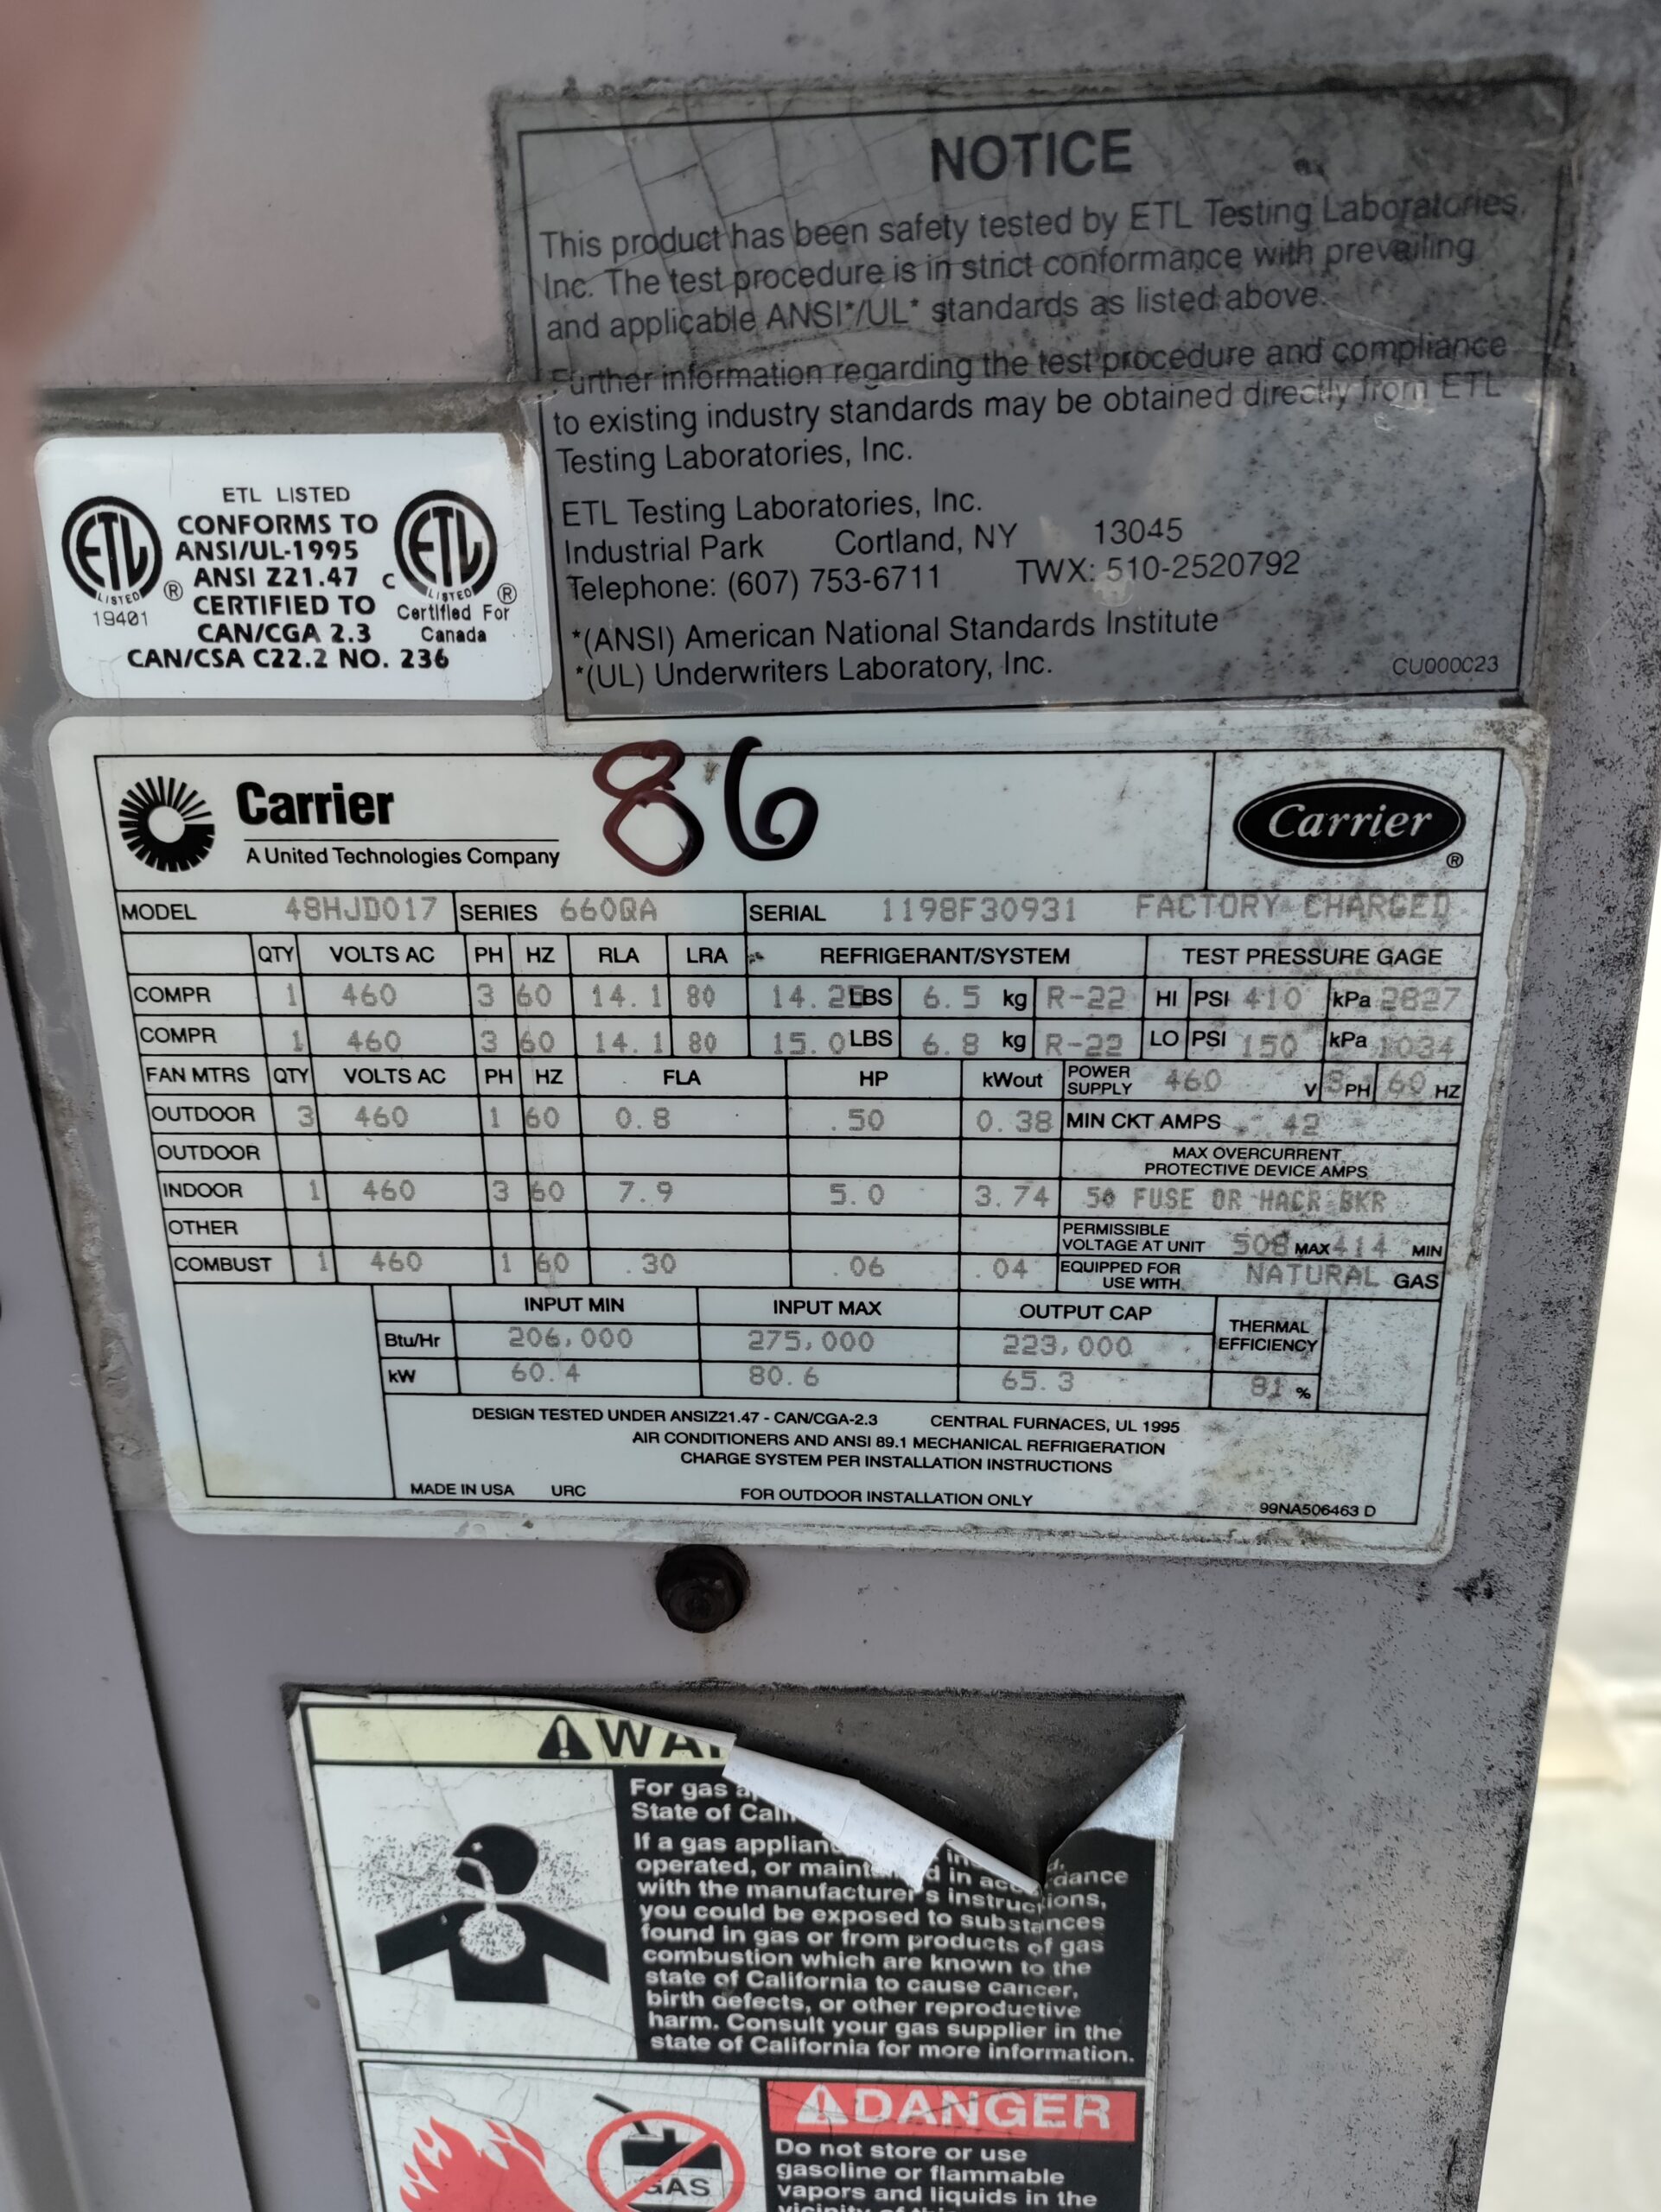 NOTICE
This product has been safety tested by ETL Testing Laboratories,
Inc. The test procedure is in strict conformance with prevailing
and applicable ANSI*/UL* standards as listed above.
Further information regarding the test procedure and compliance
to existing industry standards may be obtained directly from ETL
Testing Laboratories, Inc.
ETL Testing Laboratories, Inc.
Industrial Park Cortland, NY 13045
Telephone: (607) 753-6711 TWX: 510-2520792
*(ANSI) American National Standards Institute
*(UL) Underwriters Laboratory, Inc.
CU000C23
ETL LISTED
CONFORMS TO
ANSI/UL-1995
ANSI Z21.47
CERTIFIED TO
CAN/CGA 2.3
CAN/CSA C22.2 NO. 236
ETL LISTED ®
19401
C ETL LISTED ®
Certified For
Canada
Carrier
A United Technologies Company
86
Carrier ®
MODEL 48HJD017 SERIES 660QA SERIAL 1198F30931 FACTORY CHARGED
QTY VOLTS AC PH HZ RLA LRA REFRIGERANT/SYSTEM TEST PRESSURE GAGE
COMPR 1 460 3 60 14.1 80 14.25 LBS 6.5 kg R-22 HI PSI 410 kPa 2827
COMPR 1 460 3 60 14.1 80 15.0 LBS 6.8 kg R-22 LO PSI 150 kPa 1034
FAN MTRS QTY VOLTS AC PH HZ FLA HP kWout POWER SUPPLY 460 V 3 PH 60 HZ
OUTDOOR 3 460 1 60 0.8 .50 0.38 MIN CKT AMPS 42
OUTDOOR MAX OVERCURRENT PROTECTIVE DEVICE AMPS
INDOOR 1 460 3 60 7.9 5.0 3.74 50 FUSE OR HACR BKR
OTHER PERMISSIBLE VOLTAGE AT UNIT 508 MAX 414 MIN
COMBUST 1 460 1 60 .30 .06 .04 EQUIPPED FOR USE WITH NATURAL GAS
INPUT MIN INPUT MAX OUTPUT CAP THERMAL EFFICIENCY
Btu/Hr 206,000 275,000 223,000
kW 60.4 80.6 65.3 81 %
DESIGN TESTED UNDER ANSIZ21.47 - CAN/CGA-2.3 CENTRAL FURNACES, UL 1995
AIR CONDITIONERS AND ANSI 89.1 MECHANICAL REFRIGERATION
CHARGE SYSTEM PER INSTALLATION INSTRUCTIONS
MADE IN USA URC FOR OUTDOOR INSTALLATION ONLY 99NA506463 D
For gas
State of
If a gas
operated, or in
with the manufacturer's instructions,
you could be exposed to substances
found in gas or from products of gas
combustion which are known to the
state of California to cause cancer,
birth defects, or other reproductive
harm. Consult your gas supplier in the
state of California for more information.
DANGER
Do not store or use
gasoline or flammable
vapors and liquids in the
GAS